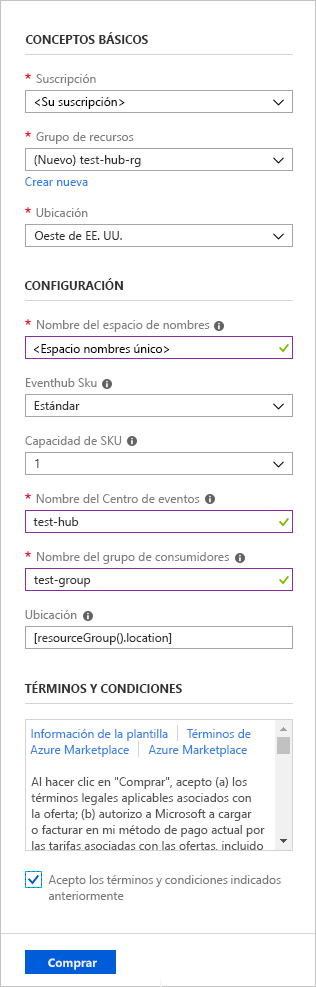 CONCEPTOS BÁSICOS
* Suscripción
<Su suscripción>
* Grupo de recursos
(Nuevo) test-hub-rg
Crear nueva
* Ubicación
Oeste de EE. UU.
CONFIGURACIÓN
* Nombre del espacio de nombres
<Espacio nombres único>
Eventhub Sku
Estándar
Capacidad de SKU
1
* Nombre del Centro de eventos
test-hub
* Nombre del grupo de consumidores
test-group
Ubicación
[resourceGroup().location]
TÉRMINOS Y CONDICIONES
Información de la plantilla | Términos de
Azure Marketplace | Azure Marketplace
Al hacer clic en "Comprar", acepto (a) los
términos legales aplicables asociados con
la oferta; (b) autorizo a Microsoft a cargar
o facturar en mi método de pago actual por
las tarifas asociadas con las ofertas, incluido
Acepto los términos y condiciones indicados
anteriormente
Comprar